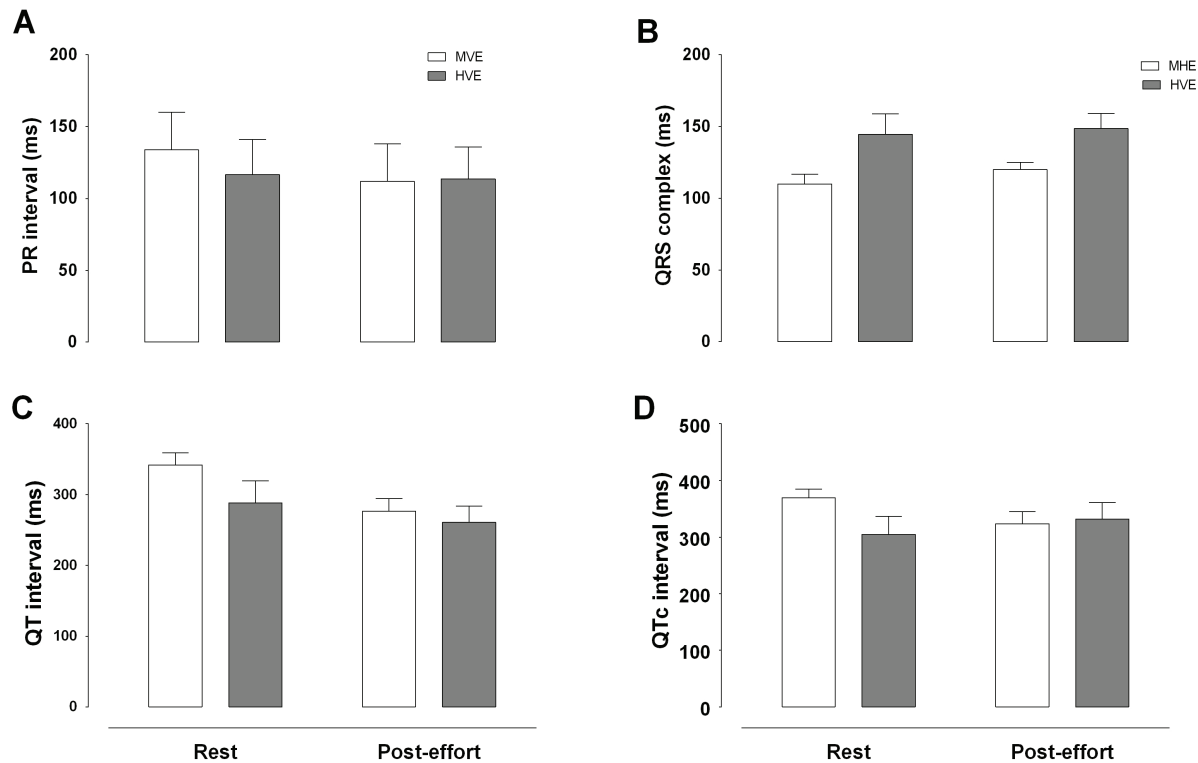 A
PR interval (ms)
200
150
100
50
0
MVE
HVE
B
QRS complex (ms)
200
150
100
50
0
MHE
HVE
C
QT interval (ms)
400
300
200
100
0
Rest
Post-effort
D
QTc interval (ms)
500
400
300
200
100
0
Rest
Post-effort